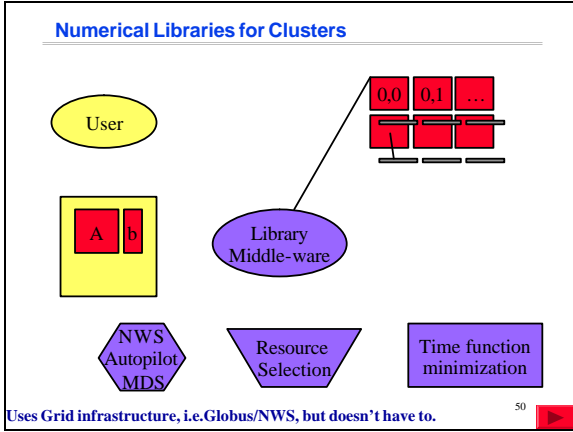 Numerical Libraries for Clusters
0,0 0,1 …
User
A b
Library
Middle-ware
NWS
Autopilot
MDS
Resource
Selection
Time function
minimization
Uses Grid infrastructure, i.e.Globus/NWS, but doesn't have to.
50